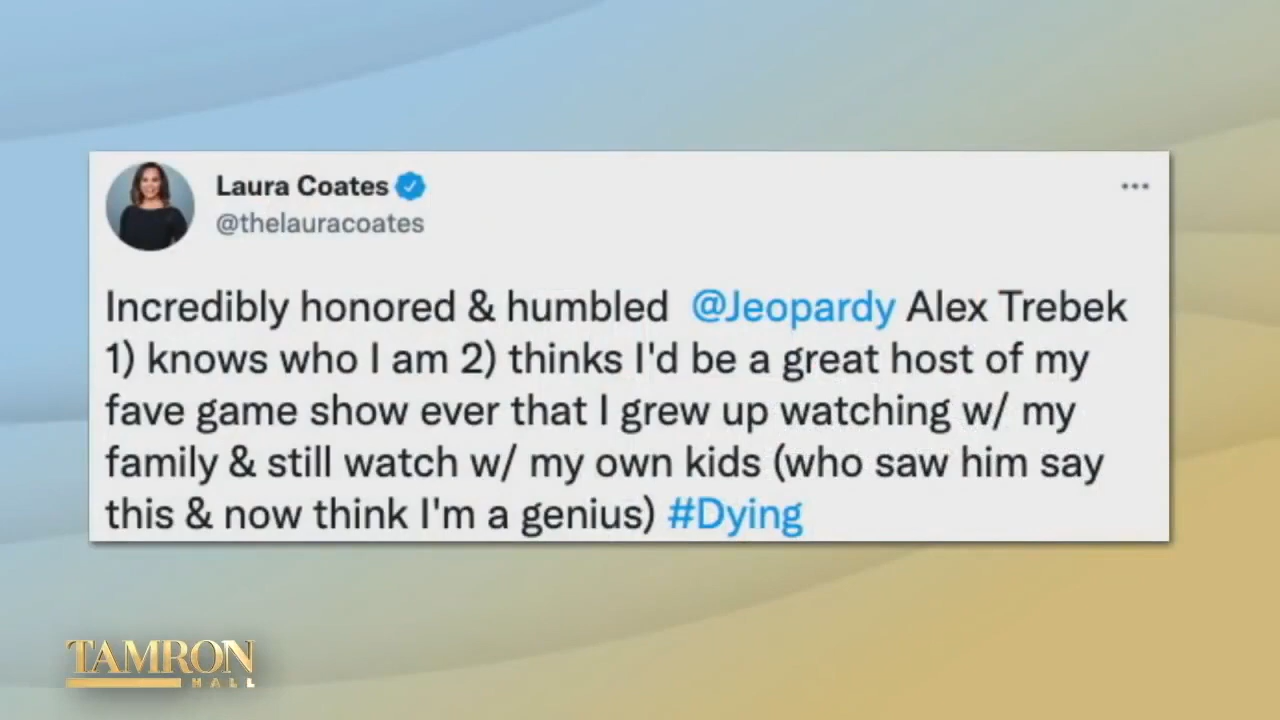 Laura Coates
@thelauracoates
Incredibly honored & humbled @Jeopardy Alex Trebek
1) knows who I am 2) thinks I'd be a great host of my
fave game show ever that I grew up watching w/ my
family & still watch w/ my own kids (who saw him say
this & now think I'm a genius) #Dying
TAMRON
HALL